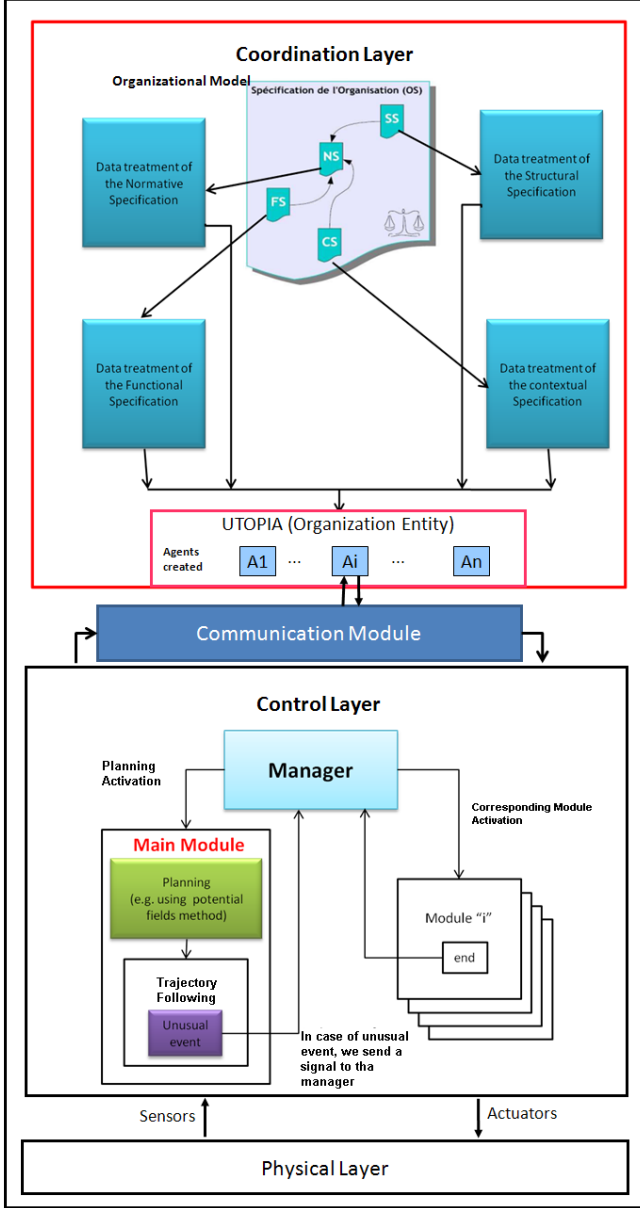 Coordination Layer
Organizational Model
Spécification de l'Organisation (OS)
SS
NS
FS
CS
Data treatment of
the Normative
Specification
Data treatment of
the Structural
Specification
Data treatment of
the Functional
Specification
Data treatment of
the contextual
Specification
UTOPIA (Organization Entity)
Agents
created
A1 ... Ai ... An
Communication Module
Control Layer
Manager
Planning
Activation
Corresponding Module
Activation
Main Module
Planning
(e.g. using potential
fields method)
Trajectory
Following
Unusual
event
Module “i”
end
In case of unusual
event, we send a
signal to tha
manager
Sensors
Actuators
Physical Layer